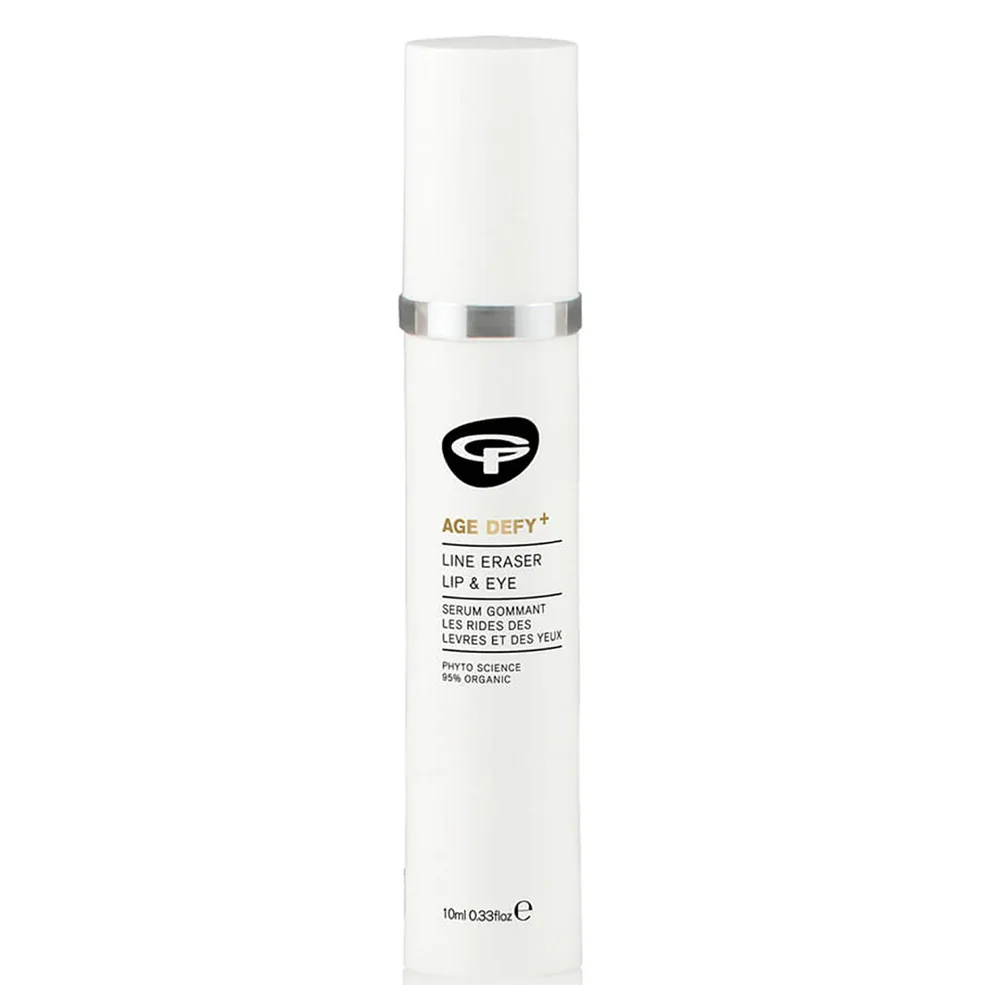 GP
AGE DEFY+
LINE ERASER
LIP & EYE
SERUM GOMMANT
LES RIDES DES
LEVRES ET DES YEUX
PHYTO SCIENCE
95% ORGANIC
10ml 0.33floz ℮